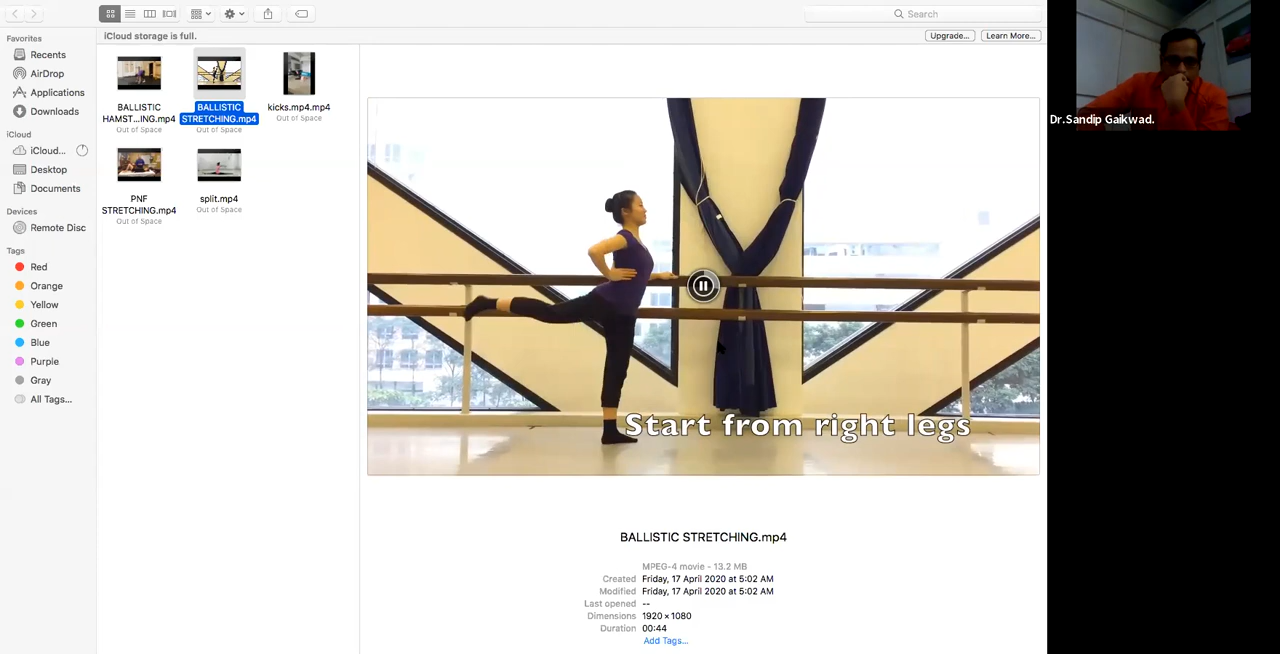 Search
Favorites
iCloud storage is full.
Upgrade...
Learn More...
Recents
AirDrop
Applications
Downloads
iCloud
iCloud...
Desktop
Documents
Devices
Remote Disc
Tags
Red
Orange
Yellow
Green
Blue
Purple
Gray
All Tags...
BALLISTIC
HAMST...ING.mp4
Out of Space
BALLISTIC
STRETCHING.mp4
Out of Space
kicks.mp4.mp4
Out of Space
PNF
STRETCHING.mp4
Out of Space
split.mp4
Out of Space
Start from right legs
BALLISTIC STRETCHING.mp4
MPEG-4 movie - 13.2 MB
Created Friday, 17 April 2020 at 5:02 AM
Modified Friday, 17 April 2020 at 5:02 AM
Last opened --
Dimensions 1920 × 1080
Duration 00:44
Add Tags...
Dr.Sandip Gaikwad.